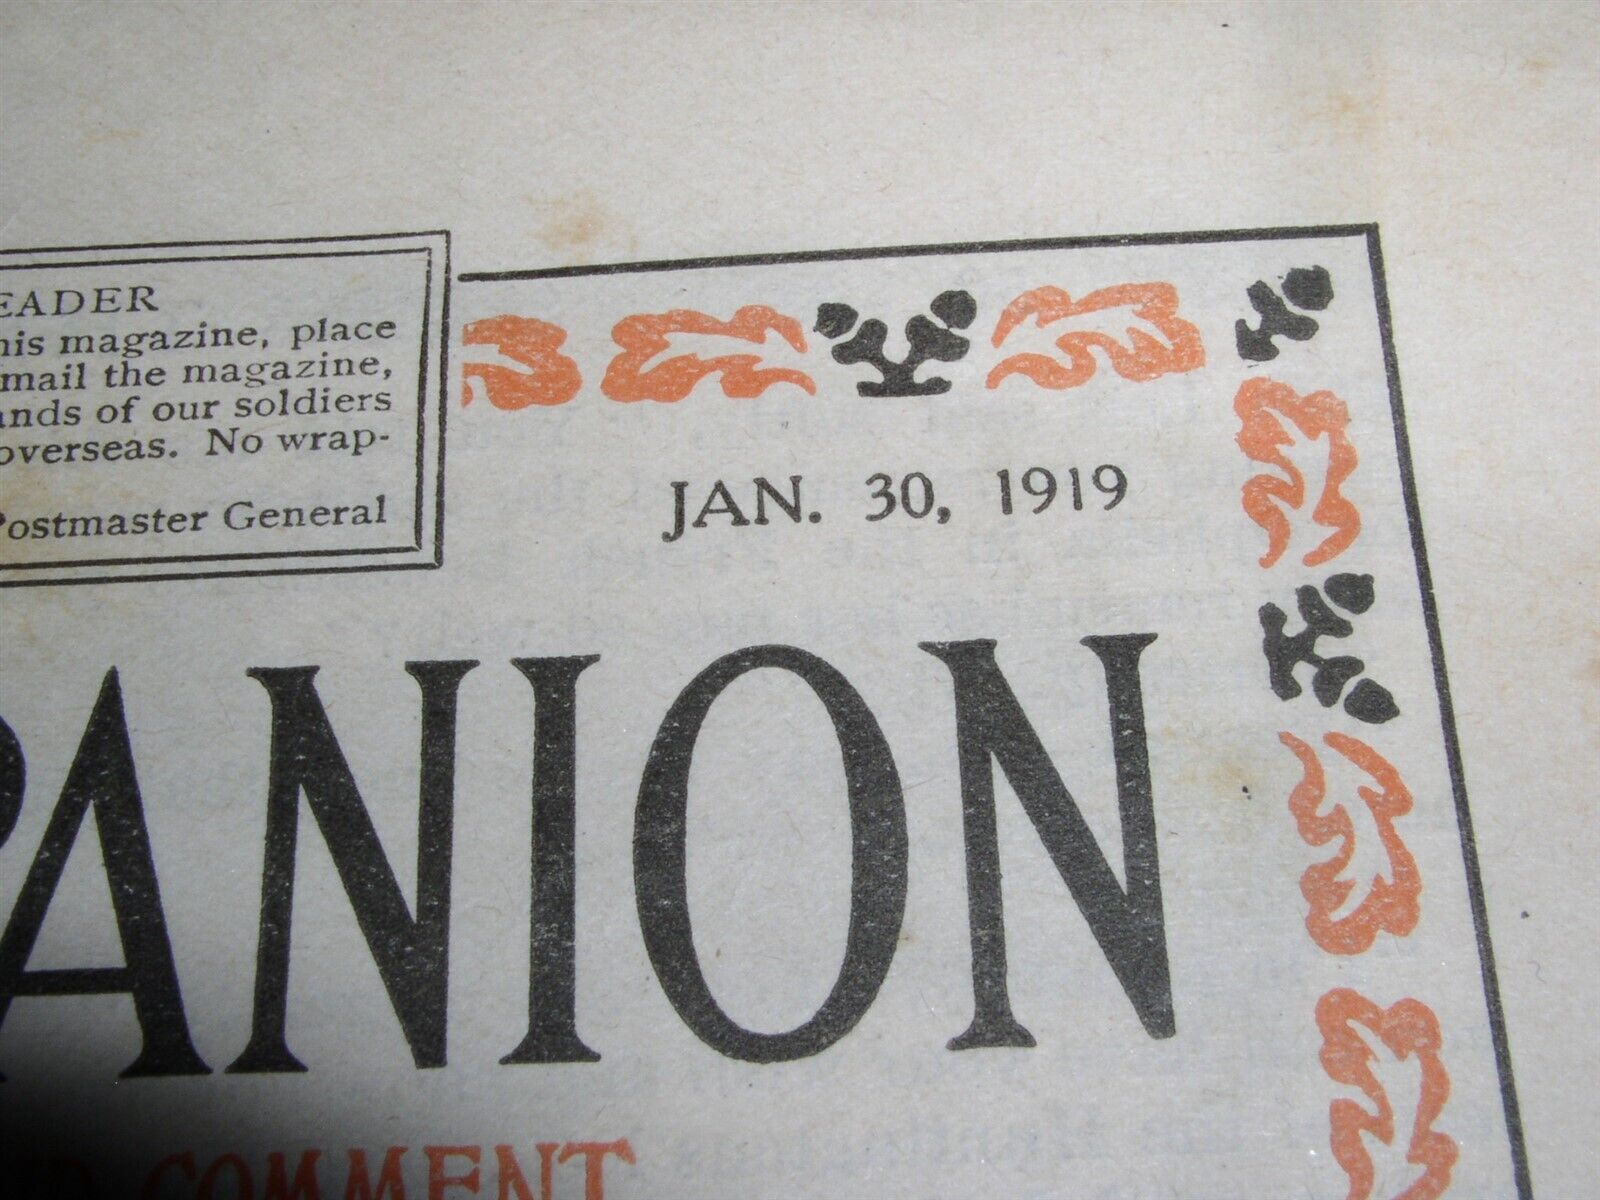 EADER
his magazine, place
mail the magazine,
ands of our soldiers
overseas. No wrap-
Postmaster General
JAN. 30, 1919
PANION
COMMENT